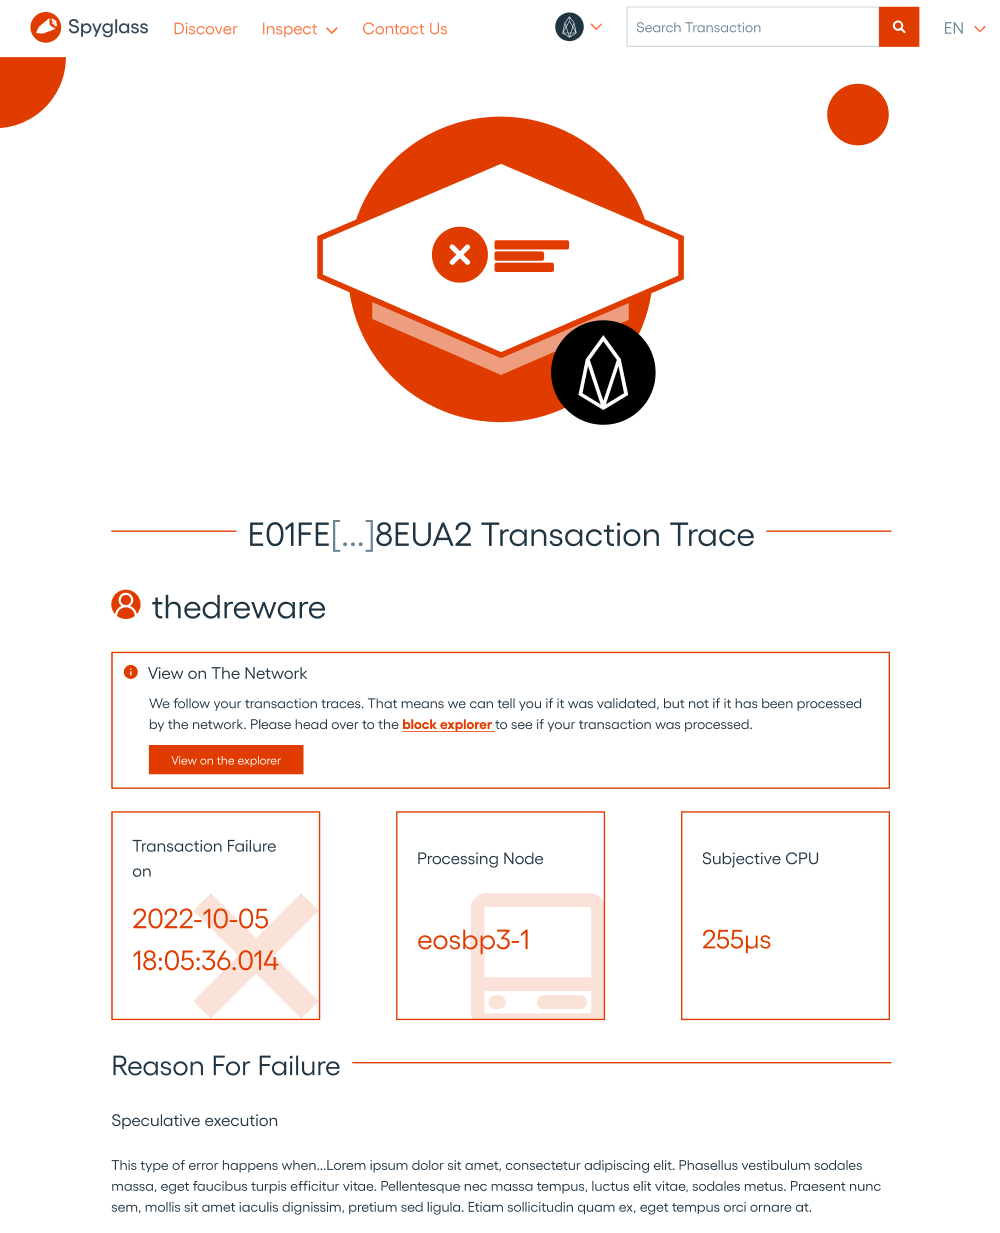 Spyglass Discover Inspect Contact Us Search Transaction EN
E01FE[...]8EUA2 Transaction Trace
thedreware
View on The Network
We follow your transaction traces. That means we can tell you if it was validated, but not if it has been processed
by the network. Please head over to the block explorer to see if your transaction was processed.
View on the explorer
Transaction Failure
on
2022-10-05
18:05:36.014
Processing Node
eosbp3-1
Subjective CPU
255µs
Reason For Failure
Speculative execution
This type of error happens when...Lorem ipsum dolor sit amet, consectetur adipiscing elit. Phasellus vestibulum sodales
massa, eget faucibus turpis efficitur vitae. Pellentesque nec massa tempus, luctus elit vitae, sodales metus. Praesent nunc
sem, mollis sit amet iaculis dignissim, pretium sed ligula. Etiam sollicitudin quam ex, eget tempus orci ornare at.